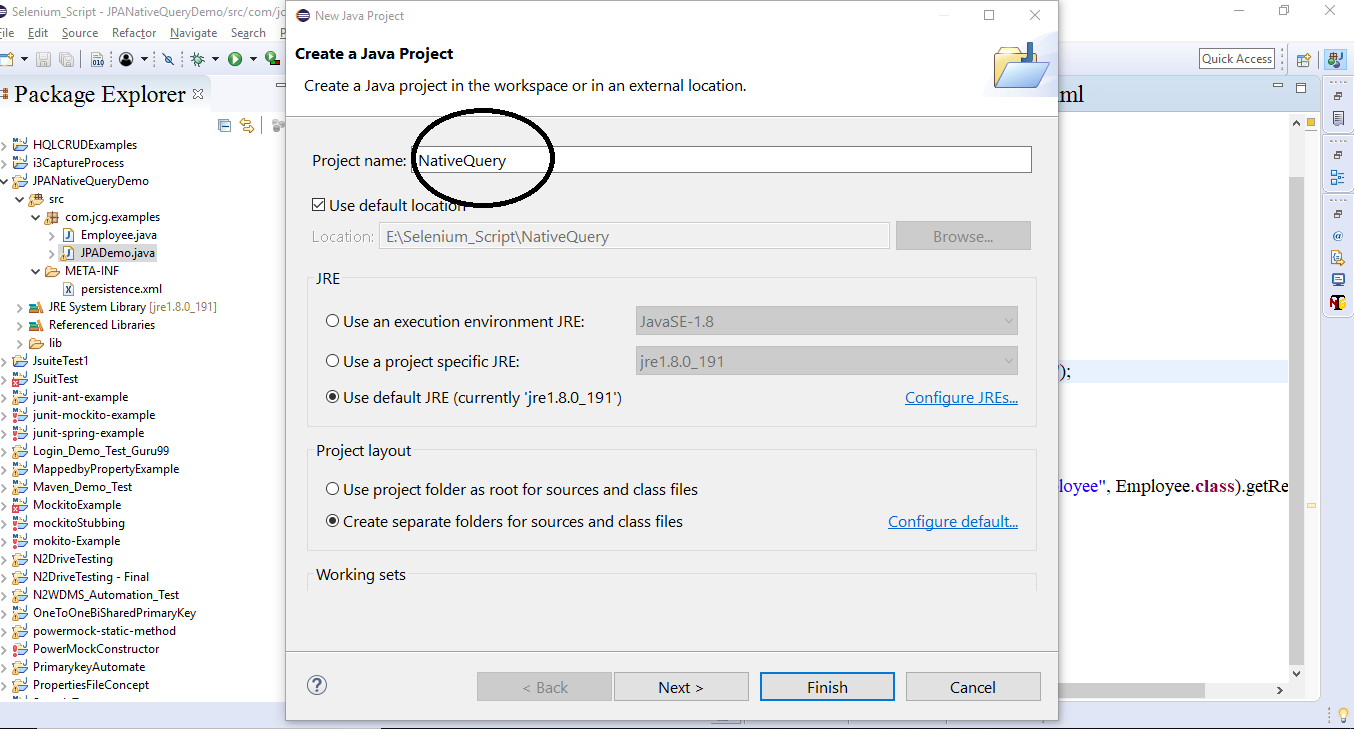 Selenium_Script - JPANativeQueryDemo/src/com/jc
File Edit Source Refactor Navigate Search
Quick Access
Package Explorer
HQLCRUDExamples
i3CaptureProcess
JPANativeQueryDemo
src
com.jcg.examples
Employee.java
JPADemo.java
META-INF
persistence.xml
JRE System Library [jre1.8.0_191]
Referenced Libraries
lib
JsuiteTest1
JSuitTest
junit-ant-example
junit-mockito-example
junit-spring-example
Login_Demo_Test_Guru99
MappedbyPropertyExample
Maven_Demo_Test
MockitoExample
mockitoStubbing
mokito-Example
N2DriveTesting
N2DriveTesting - Final
N2WDMS_Automation_Test
OneToOneBiSharedPrimaryKey
powermock-static-method
PowerMockConstructor
PrimarykeyAutomate
PropertiesFileConcept
New Java Project
Create a Java Project
Create a Java project in the workspace or in an external location.
Project name: NativeQuery
Use default location
Location: E:\Selenium_Script\NativeQuery Browse...
JRE
Use an execution environment JRE: JavaSE-1.8
Use a project specific JRE: jre1.8.0_191
Use default JRE (currently 'jre1.8.0_191') Configure JREs...
Project layout
Use project folder as root for sources and class files
Create separate folders for sources and class files Configure default...
Working sets
< Back Next > Finish Cancel
ml
);
loyee", Employee.class).getRe